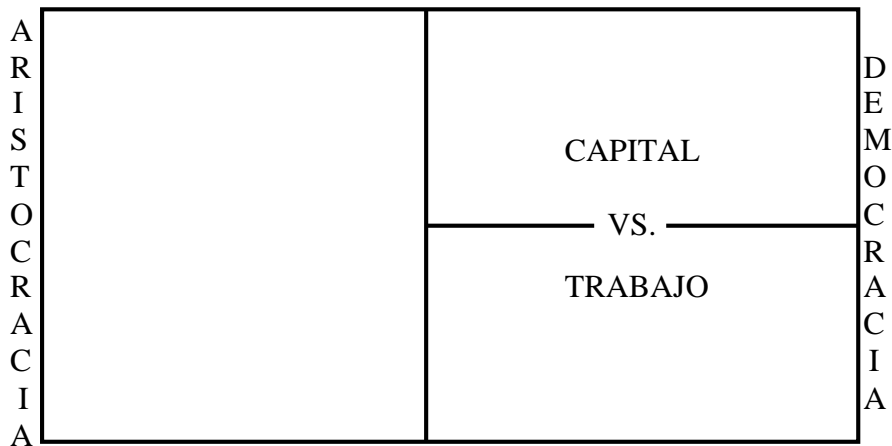 ARISTOCRACIA
CAPITAL
VS.
TRABAJO
DEMOCRACIA